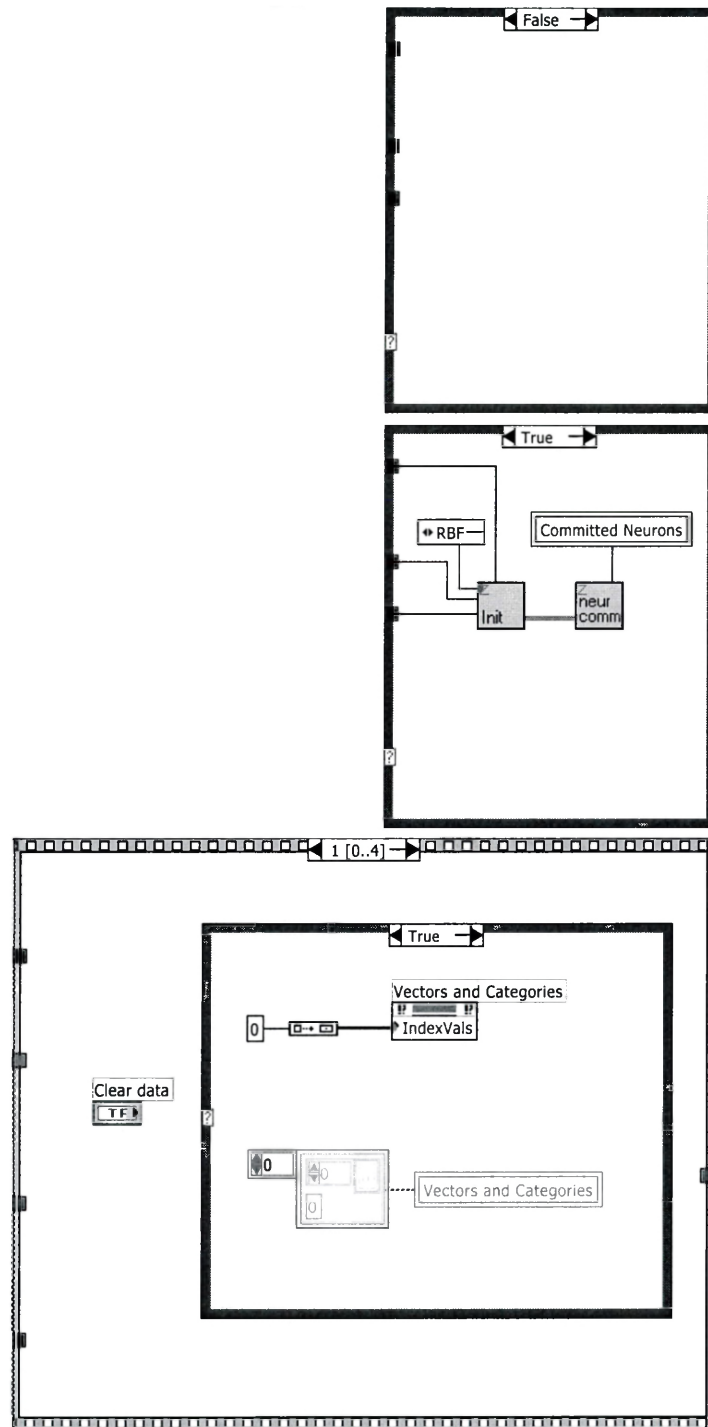 False
?
True
RBF
Committed Neurons
Init
neur
comm
?
1 [0..4]
True
Vectors and Categories
0
IndexVals
Clear data
TF
?
0
0
Vectors and Categories
0